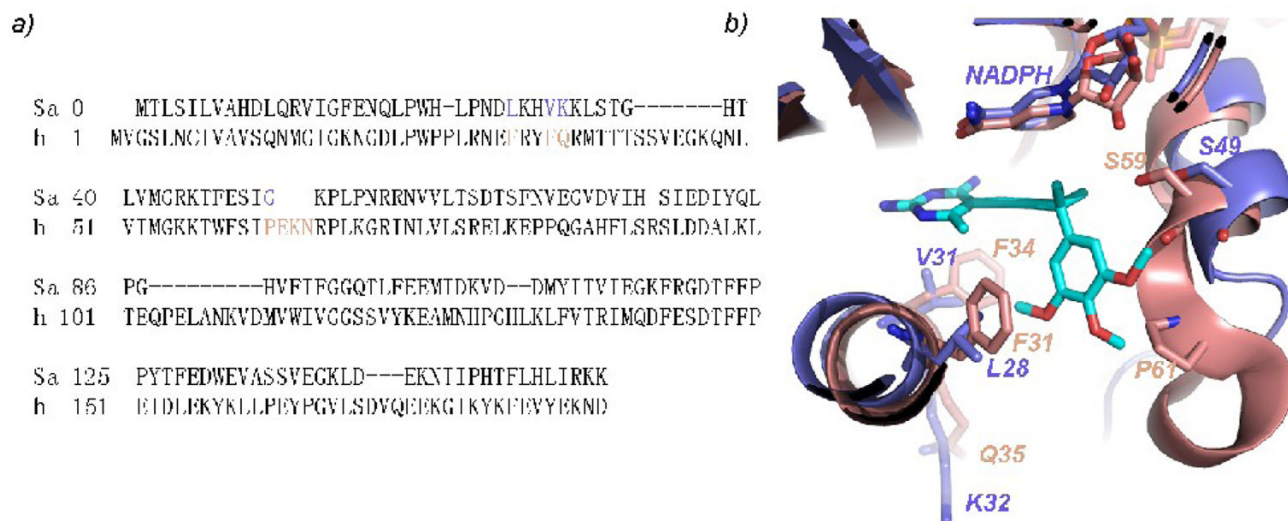 a)
Sa 0 MTLSILVAHDLQRVIGFENQLPWH-LPNDLKHVKKLSTG-------HT
h 1 MVGSLNCIVAVSQNMGIGKNGDLPWPPLRNEFRYFQRMTTTSSVEGKQNL
Sa 40 LVMGRKTFESIG KPLPNRRNVVLTSDTSFNVEGVDVIH SIEDIYQL
h 51 VIMGKKTWFSIPEKNRPLKGRINLVLSRELKEPPQGAHFLSRSLDDALKL
Sa 86 PG---------HVFIFGGQTLFEEMIDKVD--DMYITVIEGKFRGDTFFP
h 101 TEQPELANKVDMVWIVGGSSVYKEAMNHPGHLKLFVTRIMQDFESDTFFP
Sa 125 PYTFEDWEVASSVEGKLD---EKNTIPHTFLHLIRKK
h 151 EIDLEKYKLLPEYPGVLSDVQEEKGIKYKFEVYEKND
b)
NADPH
S59
S49
V31
F34
F31
L28
P61
Q35
K32